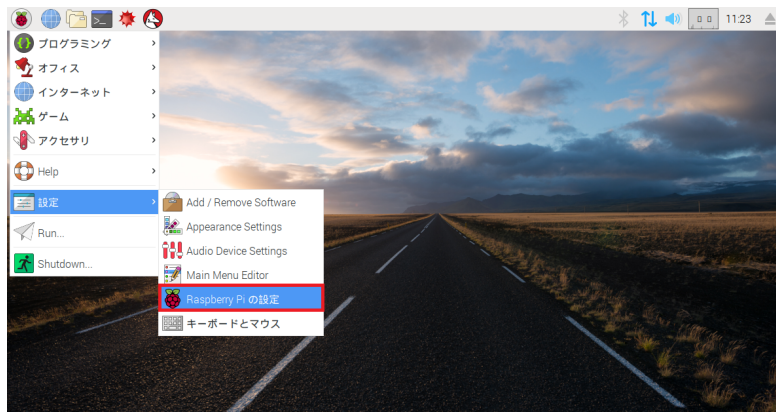 11:23
プログラミング
オフィス
インターネット
ゲーム
アクセサリ
Help
設定
Run...
Shutdown...
Add / Remove Software
Appearance Settings
Audio Device Settings
Main Menu Editor
Raspberry Pi の設定
キーボードとマウス